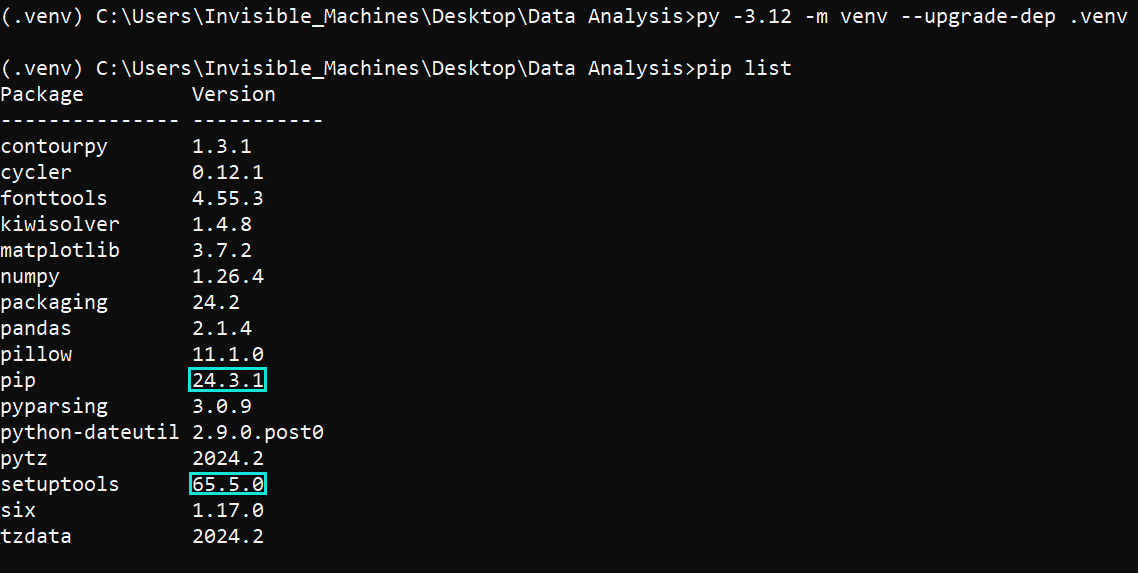 (.venv) C:\Users\Invisible_Machines\Desktop\Data Analysis>py -3.12 -m venv --upgrade-dep .venv
(.venv) C:\Users\Invisible_Machines\Desktop\Data Analysis>pip list
Package         Version
--------------- -----------
contourpy       1.3.1
cycler          0.12.1
fonttools       4.55.3
kiwisolver      1.4.8
matplotlib      3.7.2
numpy           1.26.4
packaging       24.2
pandas          2.1.4
pillow          11.1.0
pip             24.3.1
pyparsing       3.0.9
python-dateutil 2.9.0.post0
pytz            2024.2
setuptools      65.5.0
six             1.17.0
tzdata          2024.2